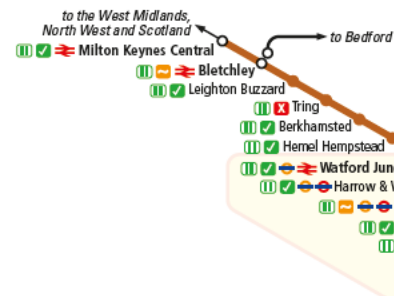 to the West Midlands,
North West and Scotland
to Bedford
Milton Keynes Central
Bletchley
Leighton Buzzard
X Tring
Berkhamsted
Hemel Hempstead
Watford Jun
Harrow & W